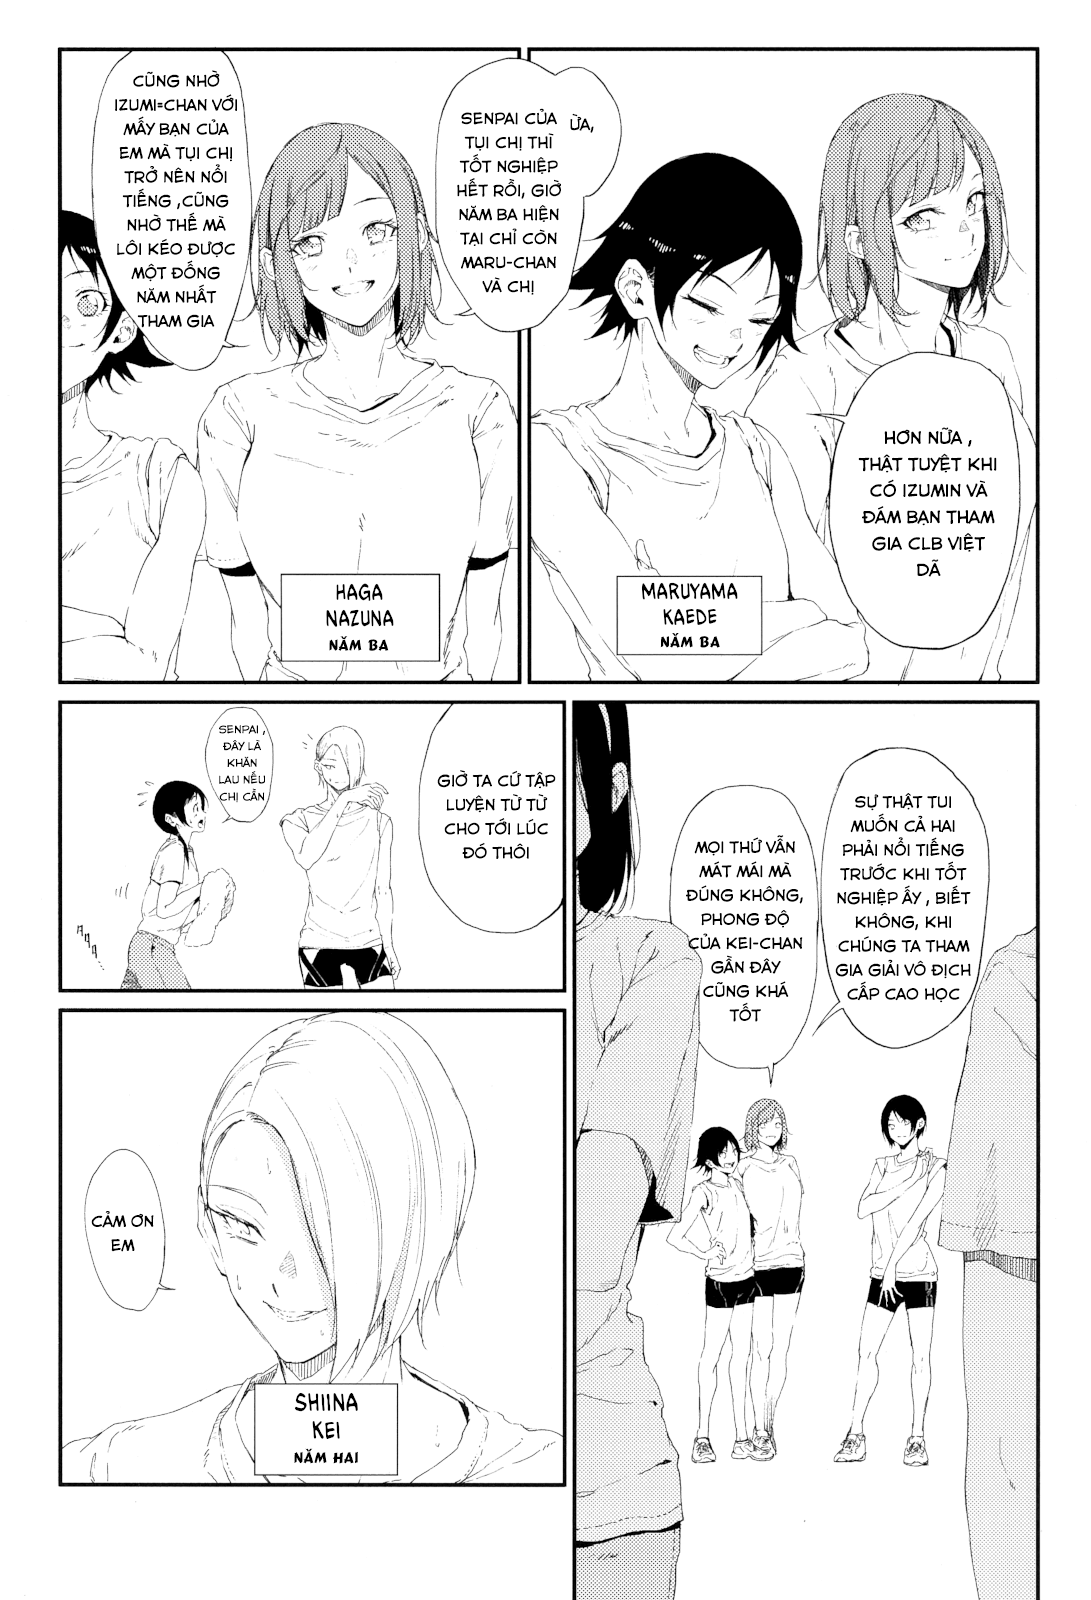 HƠN NỮA ,
THẬT TUYỆT KHI
CÓ IZUMIN VÀ
ĐÁM BẠN THAM
GIA CLB VIỆT
DÃ
MARUYAMA
KAEDE
NĂM BA
ỪA,
SENPAI CỦA
TỤI CHỊ THÌ
TỐT NGHIỆP
HẾT RỒI, GIỜ
NĂM BA HIỆN
TẠI CHỈ CÒN
MARU-CHAN
VÀ CHỊ
CŨNG NHỜ
IZUMI=CHAN VỚI
MẤY BẠN CỦA
EM MÀ TỤI CHỊ
TRỞ NÊN NỔI
TIẾNG ,CŨNG
NHỜ THẾ MÀ
LÔI KÉO ĐƯỢC
MỘT ĐỐNG
NĂM NHẤT
THAM GIA
HAGA
NAZUNA
NĂM BA
SỰ THẬT TUI
MUỐN CẢ HAI
PHẢI NỔI TIẾNG
TRƯỚC KHI TỐT
NGHIỆP ẤY , BIẾT
KHÔNG, KHI
CHÚNG TA THAM
GIA GIẢI VÔ ĐỊCH
CẤP CAO HỌC
MỌI THỨ VẪN
MÁT MÁI MÀ
ĐÚNG KHÔNG,
PHONG ĐỘ
CỦA KEI-CHAN
GẦN ĐÂY
CŨNG KHÁ
TỐT
GIỜ TA CỨ TẬP
LUYỆN TỪ TỪ
CHO TỚI LÚC
ĐÓ THÔI
SENPAI ,
ĐÂY LÀ
KHĂN
LAU NẾU
CHỊ CẦN
CẢM ƠN
EM
SHIINA
KEI
NĂM HAI